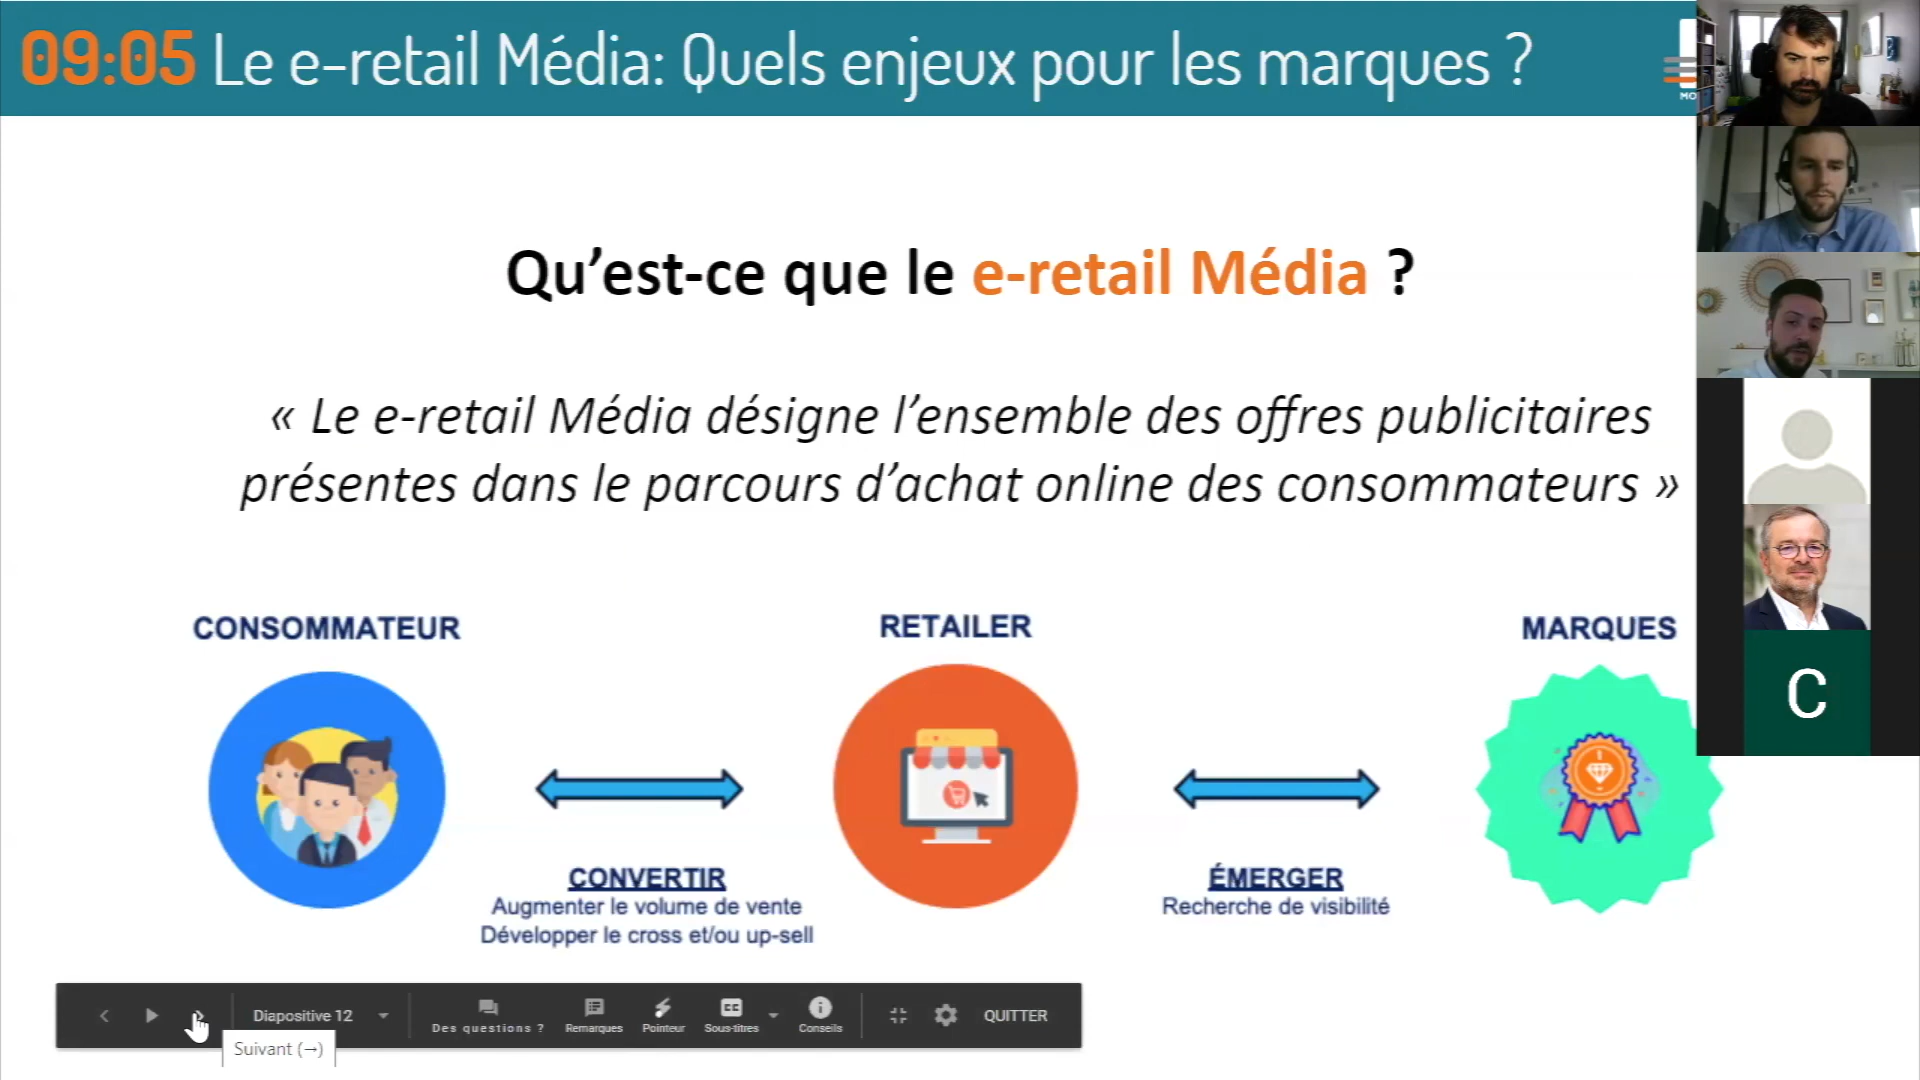 09:05 Le e-retail Média: Quels enjeux pour les marques ?
MO
Qu'est-ce que le e-retail Média ?
« Le e-retail Média désigne l'ensemble des offres publicitaires
présentes dans le parcours d'achat online des consommateurs »
CONSOMMATEUR
RETAILER
MARQUES
C
CONVERTIR
Augmenter le volume de vente
Développer le cross et/ou up-sell
ÉMERGER
Recherche de visibilité
Diapositive 12
Des questions ?
Remarques
Pointeur
CC
Sous-titres
Conseils
QUITTER
Suivant (→)